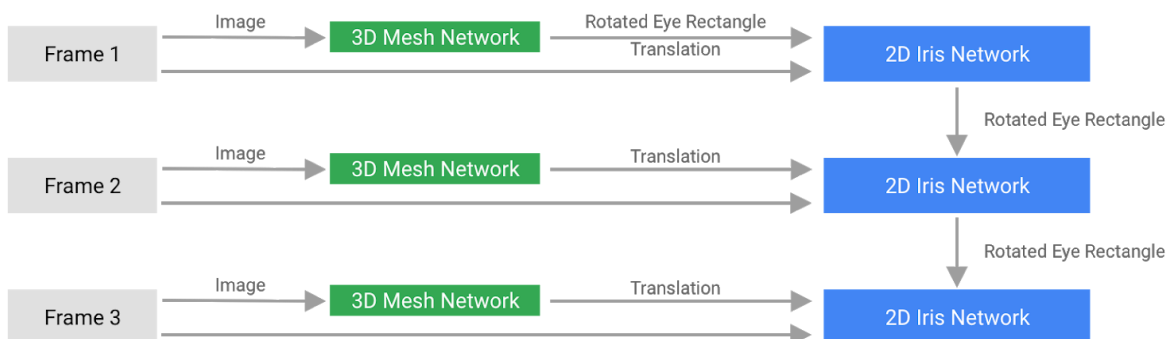 Image
Rotated Eye Rectangle
Frame 1
3D Mesh Network
Translation
2D Iris Network
Rotated Eye Rectangle
Image
Translation
Frame 2
3D Mesh Network
2D Iris Network
Rotated Eye Rectangle
Image
Translation
Frame 3
3D Mesh Network
2D Iris Network